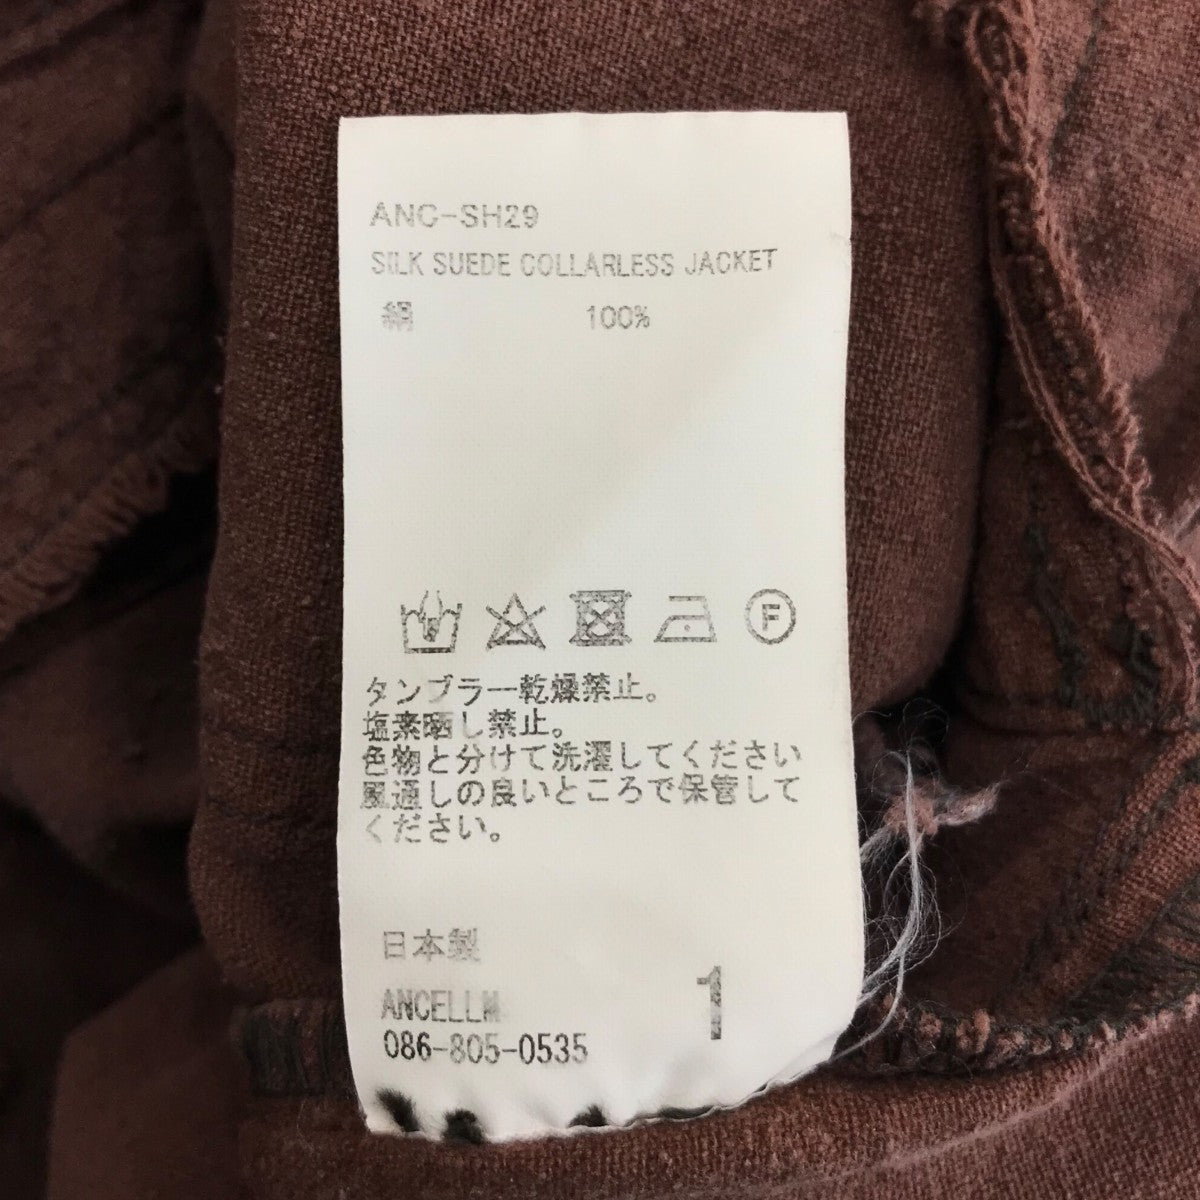 ANC-SH29
SILK SUEDE COLLARLESS JACKET
絹 100%
F
タンブラー乾燥禁止。
塩素晒し禁止。
色物と分けて洗濯してください
風通しの良いところで保管して
ください。
日本製
ANCELLM
086-805-0535
1